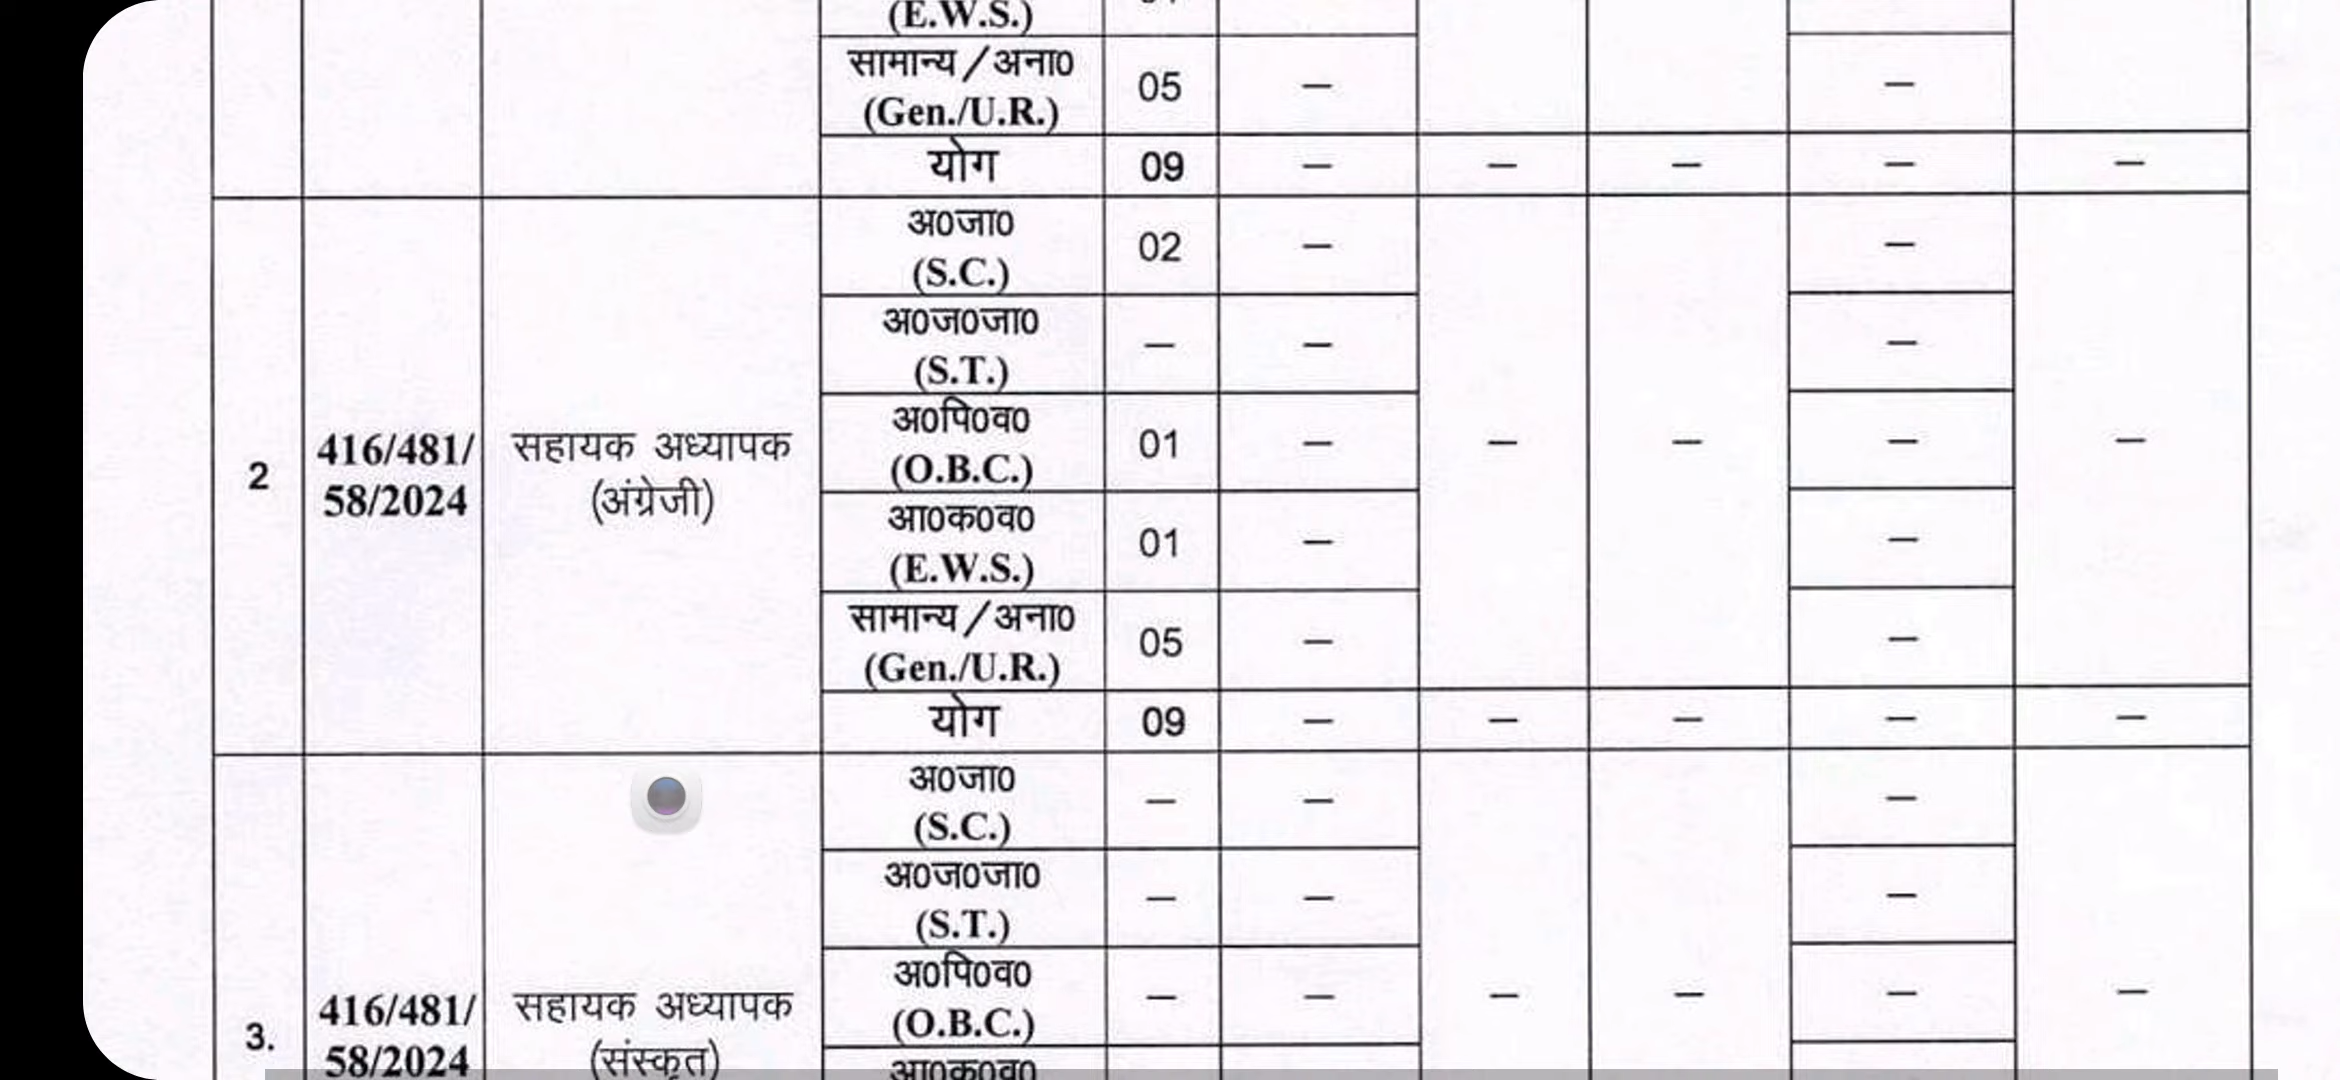 (E.W.S.)
सामान्य/अना0 05 – –
(Gen./U.R.)
योग 09 – – – – –
अ0जा0 02 – –
(S.C.)
अ0ज0जा0 – – –
(S.T.)
2 416/481/ सहायक अध्यापक अ0पि0व0 01 – – – – –
58/2024 (अंग्रेजी) (O.B.C.)
आ0क0व0 01 – –
(E.W.S.)
सामान्य/अना0 05 – –
(Gen./U.R.)
योग 09 – – – – –
अ0जा0 – – –
(S.C.)
अ0ज0जा0 – – –
(S.T.)
अ0पि0व0 – – – – – –
(O.B.C.)
3. 416/481/ सहायक अध्यापक
58/2024 (संस्कृत) आ0क0व0